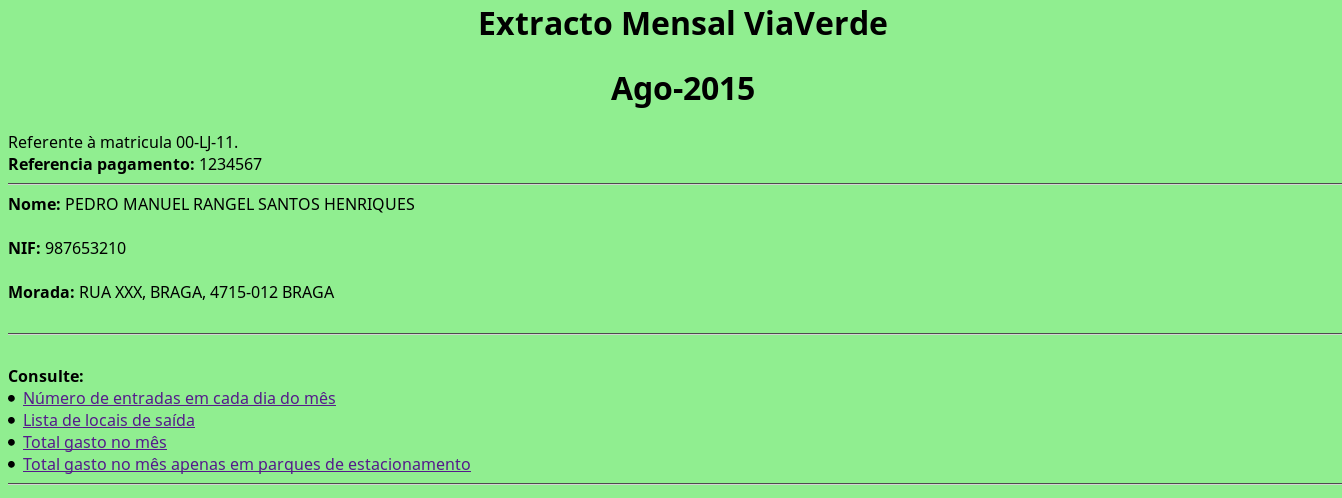 Extracto Mensal ViaVerde
Ago-2015
Referente à matricula 00-LJ-11.
Referencia pagamento: 1234567
Nome: PEDRO MANUEL RANGEL SANTOS HENRIQUES
NIF: 987653210
Morada: RUA XXX, BRAGA, 4715-012 BRAGA
Consulte:
• Número de entradas em cada dia do mês
• Lista de locais de saída
• Total gasto no mês
• Total gasto no mês apenas em parques de estacionamento